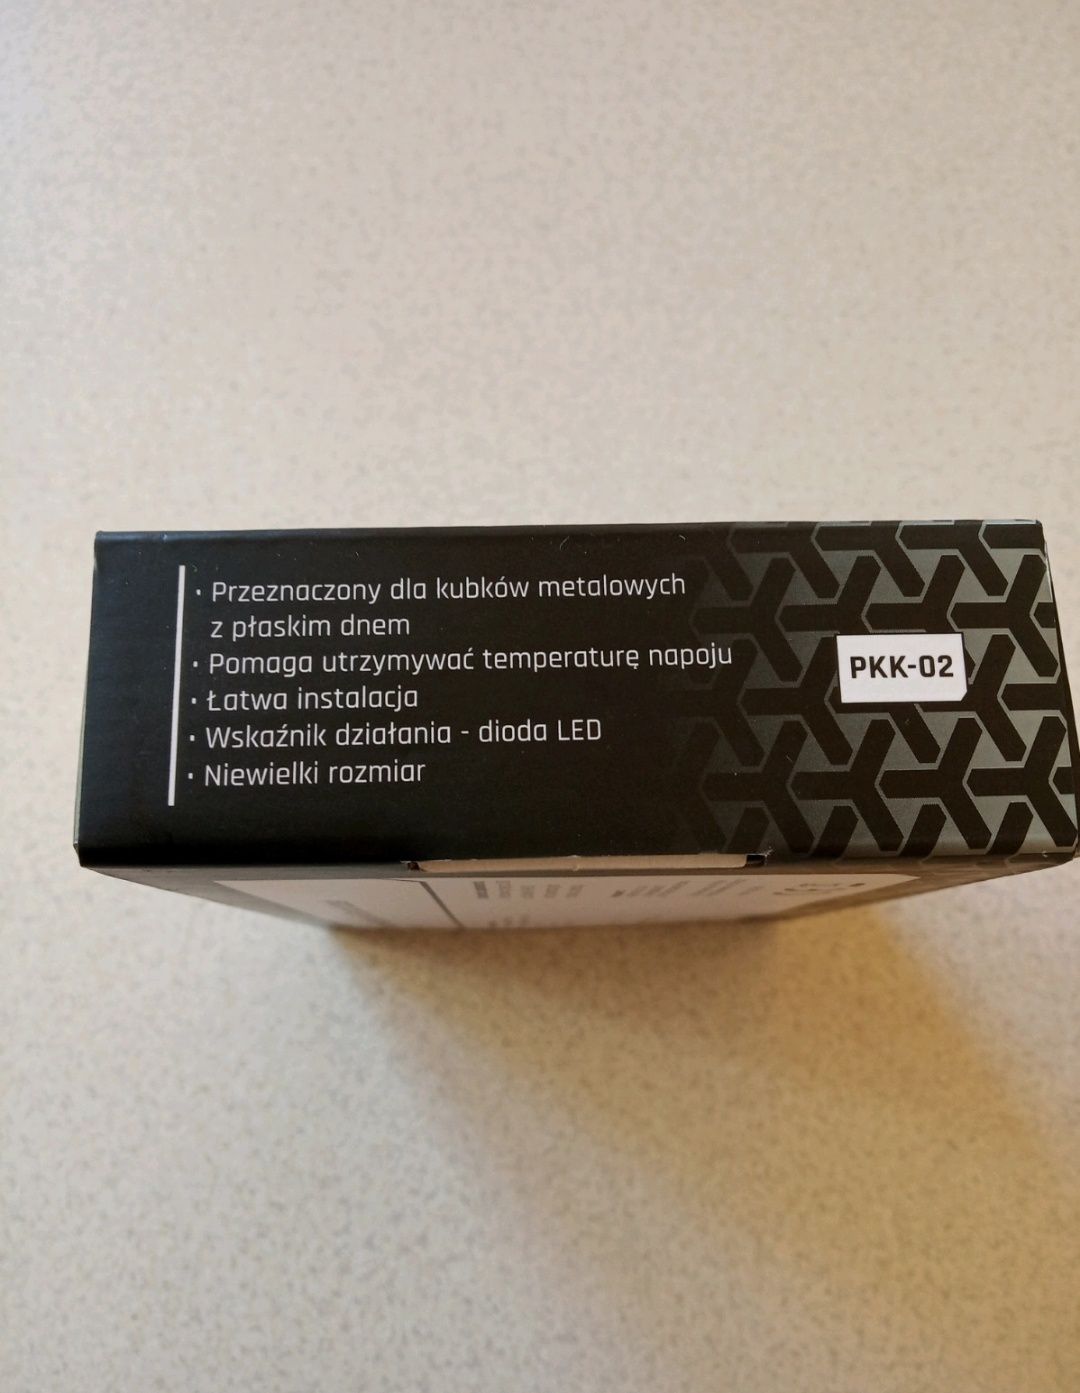 · Przeznaczony dla kubków metalowych
z płaskim dnem
· Pomaga utrzymywać temperaturę napoju
· Łatwa instalacja
· Wskaźnik działania - dioda LED
· Niewielki rozmiar
PKK-02